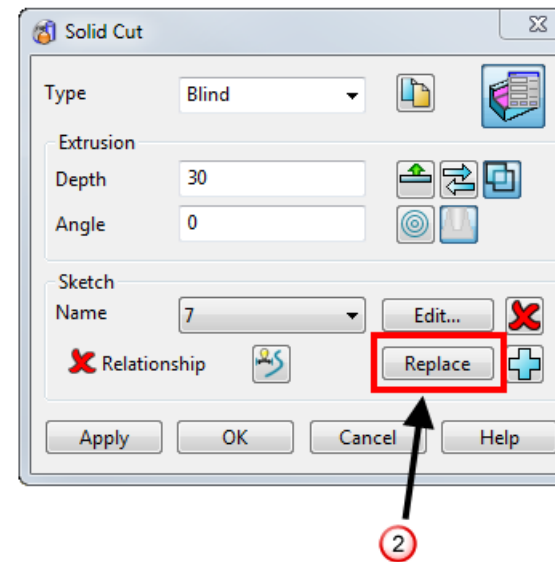 Solid Cut
Type Blind
Extrusion
Depth 30
Angle 0
Sketch
Name 7 Edit...
Relationship Replace
Apply OK Cancel Help
2